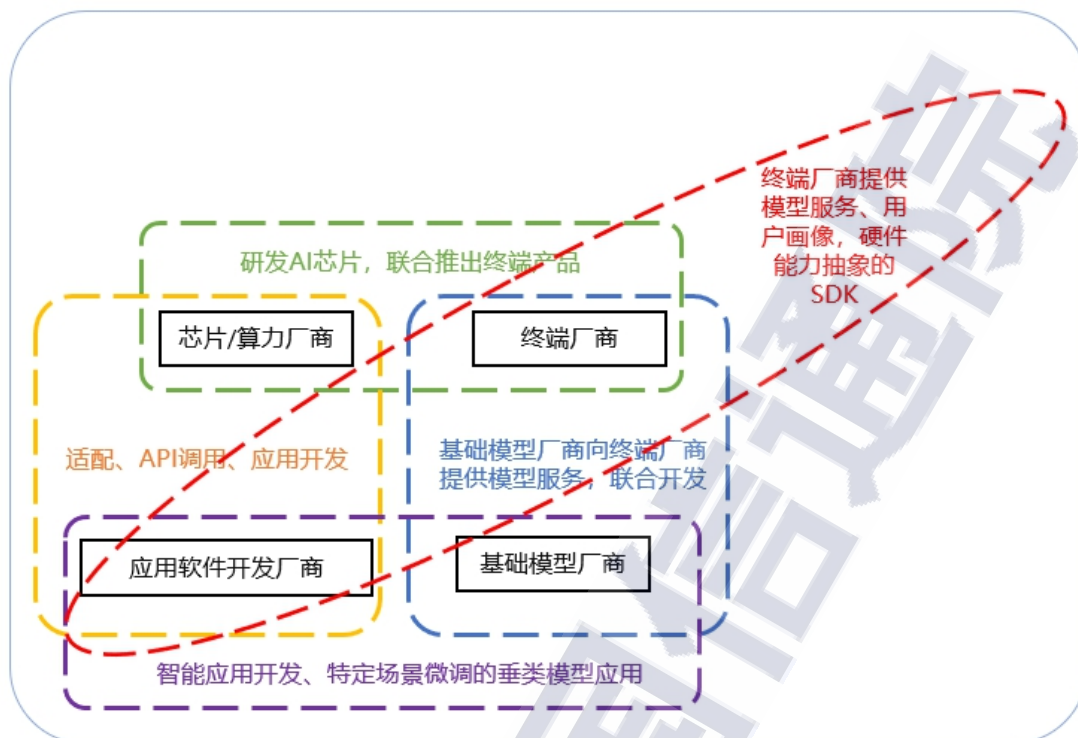 终端厂商提供
模型服务、用
户画像，硬件
能力抽象的
SDK
研发AI芯片，联合推出终端产品
芯片/算力厂商
终端厂商
适配、API调用、应用开发
基础模型厂商向终端厂商
提供模型服务，联合开发
应用软件开发厂商
基础模型厂商
智能应用开发、特定场景微调的垂类模型应用
信通院